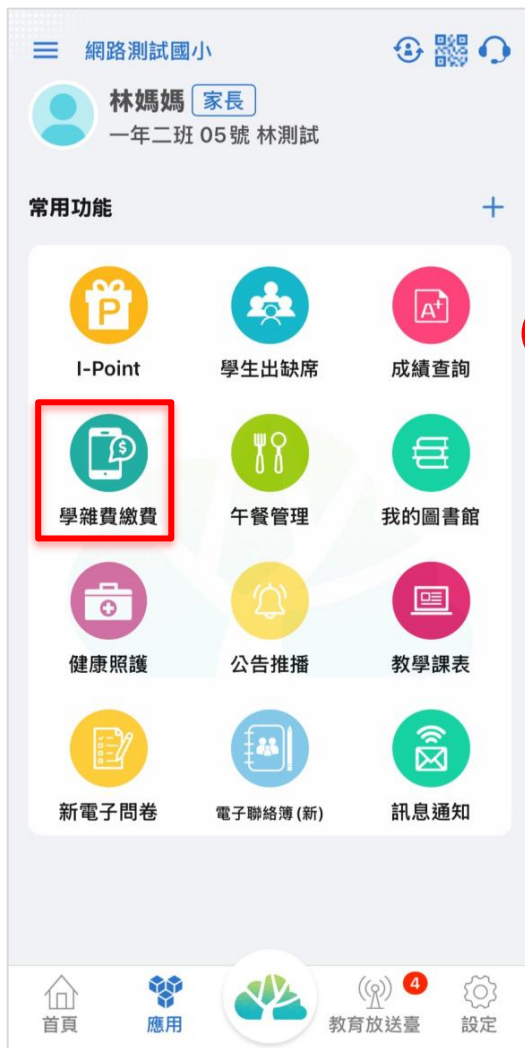 網路測試國小
林媽媽 家長
一年二班 05號 林測試
常用功能
I-Point 學生出缺席 成績查詢
學雜費繳費 午餐管理 我的圖書館
健康照護 公告推播 教學課表
新電子問卷 電子聯絡簿(新) 訊息通知
4
首頁 應用 教育放送臺 設定